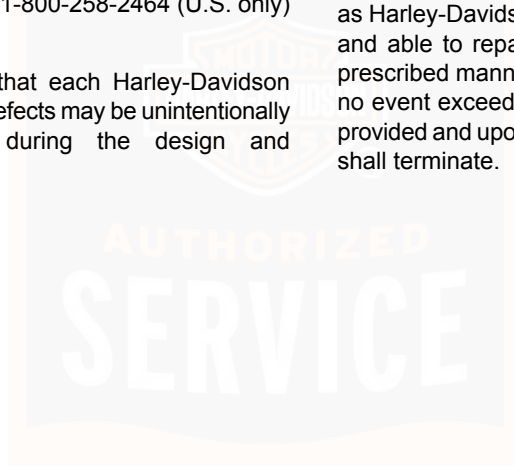 1-800-258-2464 (U.S. only)
that each Harley-Davidson
efects may be unintentionally
during the design and
as Harley-Davids
and able to repa
prescribed mann
no event exceed
provided and upo
shall terminate.
MOTOR
AUTHORIZED
SERVICE